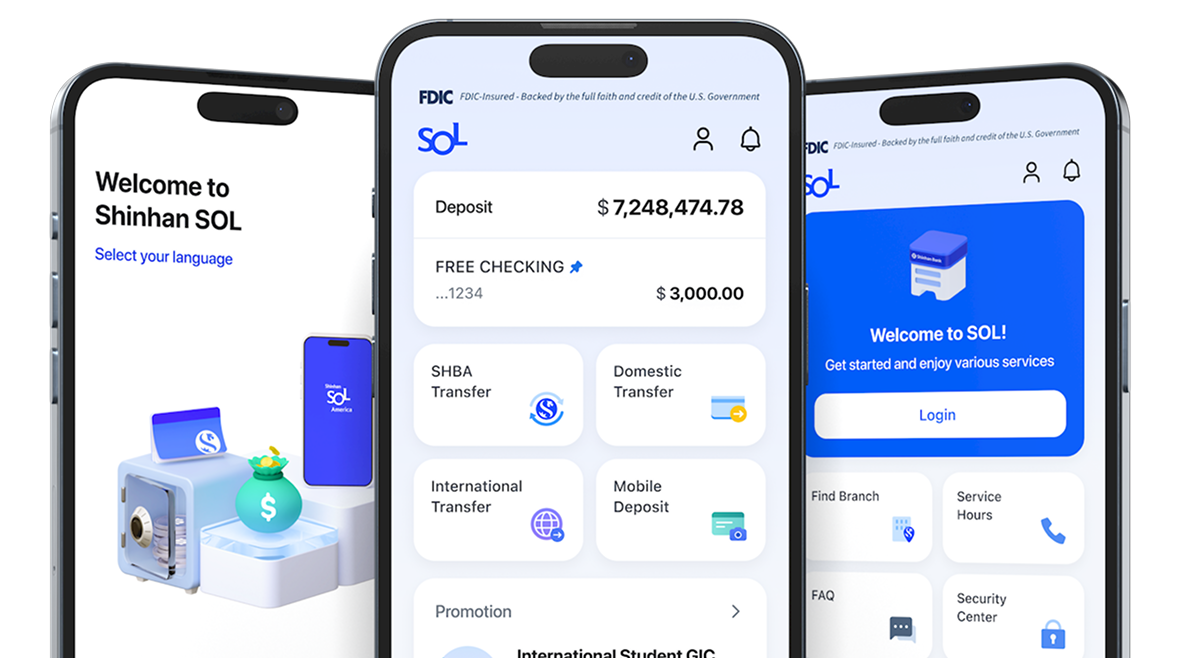 Welcome to
Shinhan SOL
Select your language
Shinhan
SOL
America
FDIC FDIC-Insured - Backed by the full faith and credit of the U.S. Government
SOL
Deposit $ 7,248,474.78
FREE CHECKING
...1234 $ 3,000.00
SHBA
Transfer
Domestic
Transfer
International
Transfer
Mobile
Deposit
Promotion
International Student GIC
FDIC FDIC-Insured - Backed by the full faith and credit of the U.S. Government
SOL
Shinhan Bank
Welcome to SOL!
Get started and enjoy various services
Login
Find Branch
Service
Hours
FAQ
Security
Center